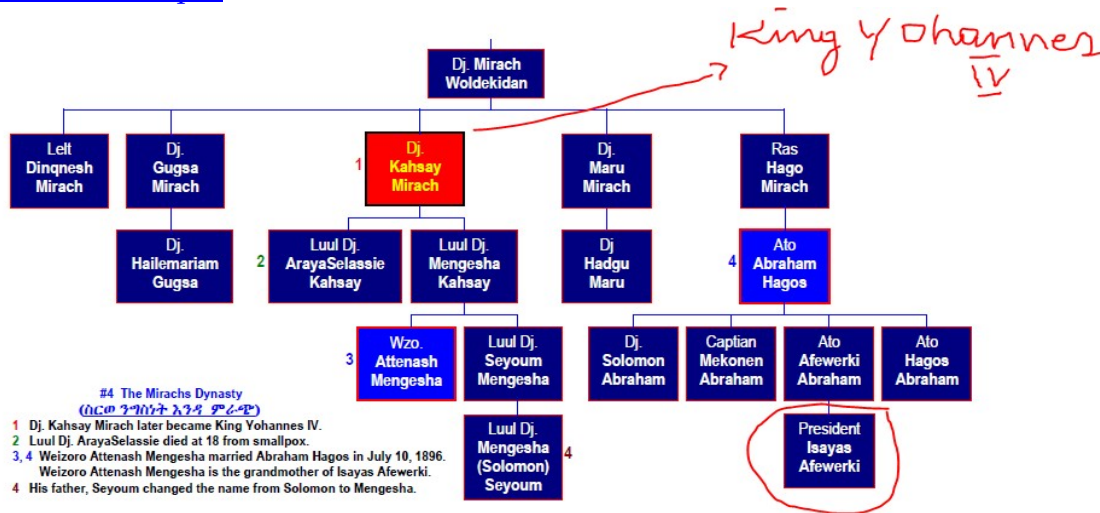 King Yohannes
IV
Dj. Mirach
Woldekidan
Lelt
Dinqnesh
Mirach
Dj.
Gugsa
Mirach
1
Dj.
Kahsay
Mirach
Dj.
Maru
Mirach
Ras
Hago
Mirach
Dj.
Hailemariam
Gugsa
2
Luul Dj.
ArayaSelassie
Kahsay
Luul Dj.
Mengesha
Kahsay
Dj
Hadgu
Maru
4
Ato
Abraham
Hagos
3
Wzo.
Attenash
Mengesha
Luul Dj.
Seyoum
Mengesha
Dj.
Solomon
Abraham
Captian
Mekonen
Abraham
Ato
Afewerki
Abraham
Ato
Hagos
Abraham
Luul Dj.
Mengesha
(Solomon)
Seyoum
4
President
Isayas
Afewerki
#4 The Mirachs Dynasty
(ስርወ ንግስነት እንዳ ምራጭ)
1 Dj. Kahsay Mirach later became King Yohannes IV.
2 Luul Dj. ArayaSelassie died at 18 from smallpox.
3, 4 Weizoro Attenash Mengesha married Abraham Hagos in July 10, 1896.
Weizoro Attenash Mengesha is the grandmother of Isayas Afewerki.
4 His father, Seyoum changed the name from Solomon to Mengesha.